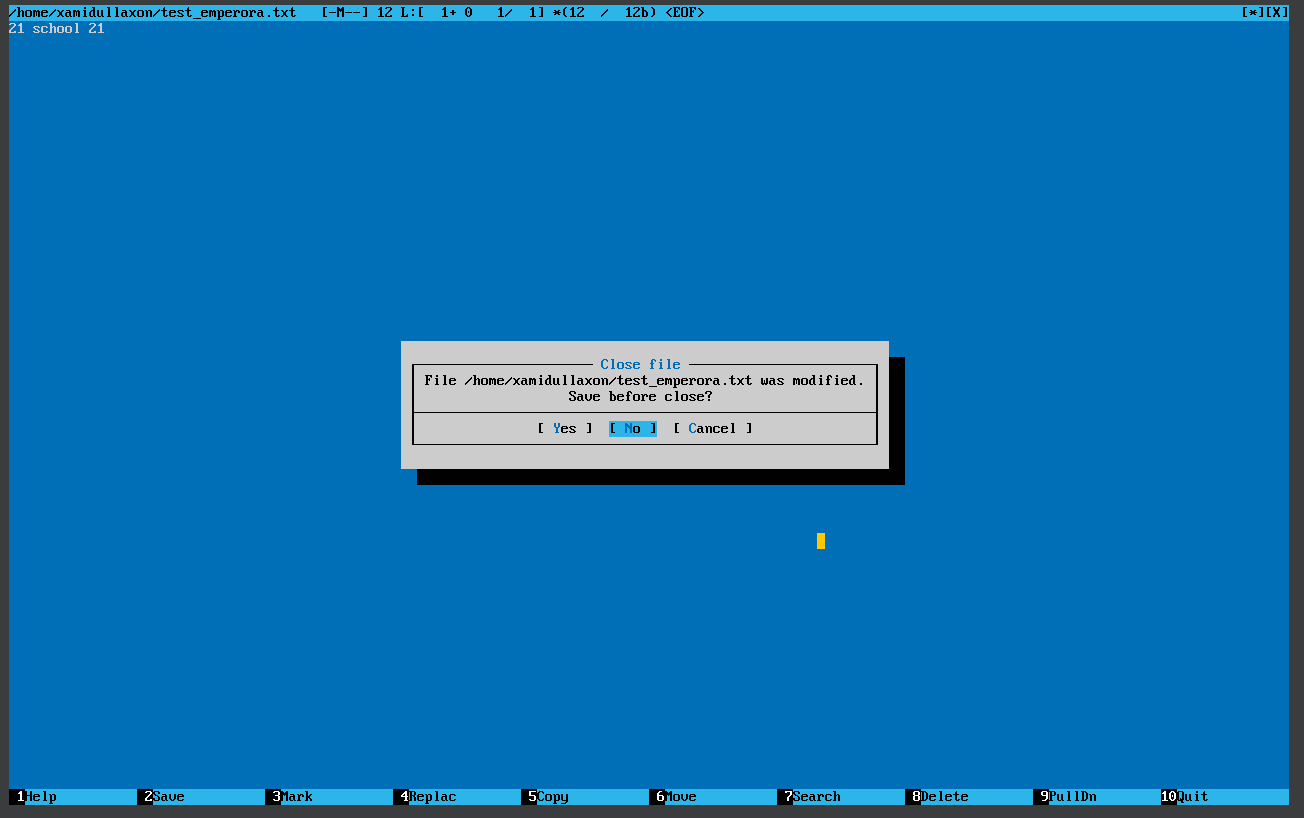 /home/xamidullaxon/test_emperora.txt [-M--] 12 L:[ 1+ 0 1/ 1] *(12 / 12b) <EOF> [*][X]
21 school 21
Close file
File /home/xamidullaxon/test_emperora.txt was modified.
Save before close?
[ Yes ] [ No ] [ Cancel ]
1Help 2Save 3Mark 4Replac 5Copy 6Move 7Search 8Delete 9PullDn 10Quit